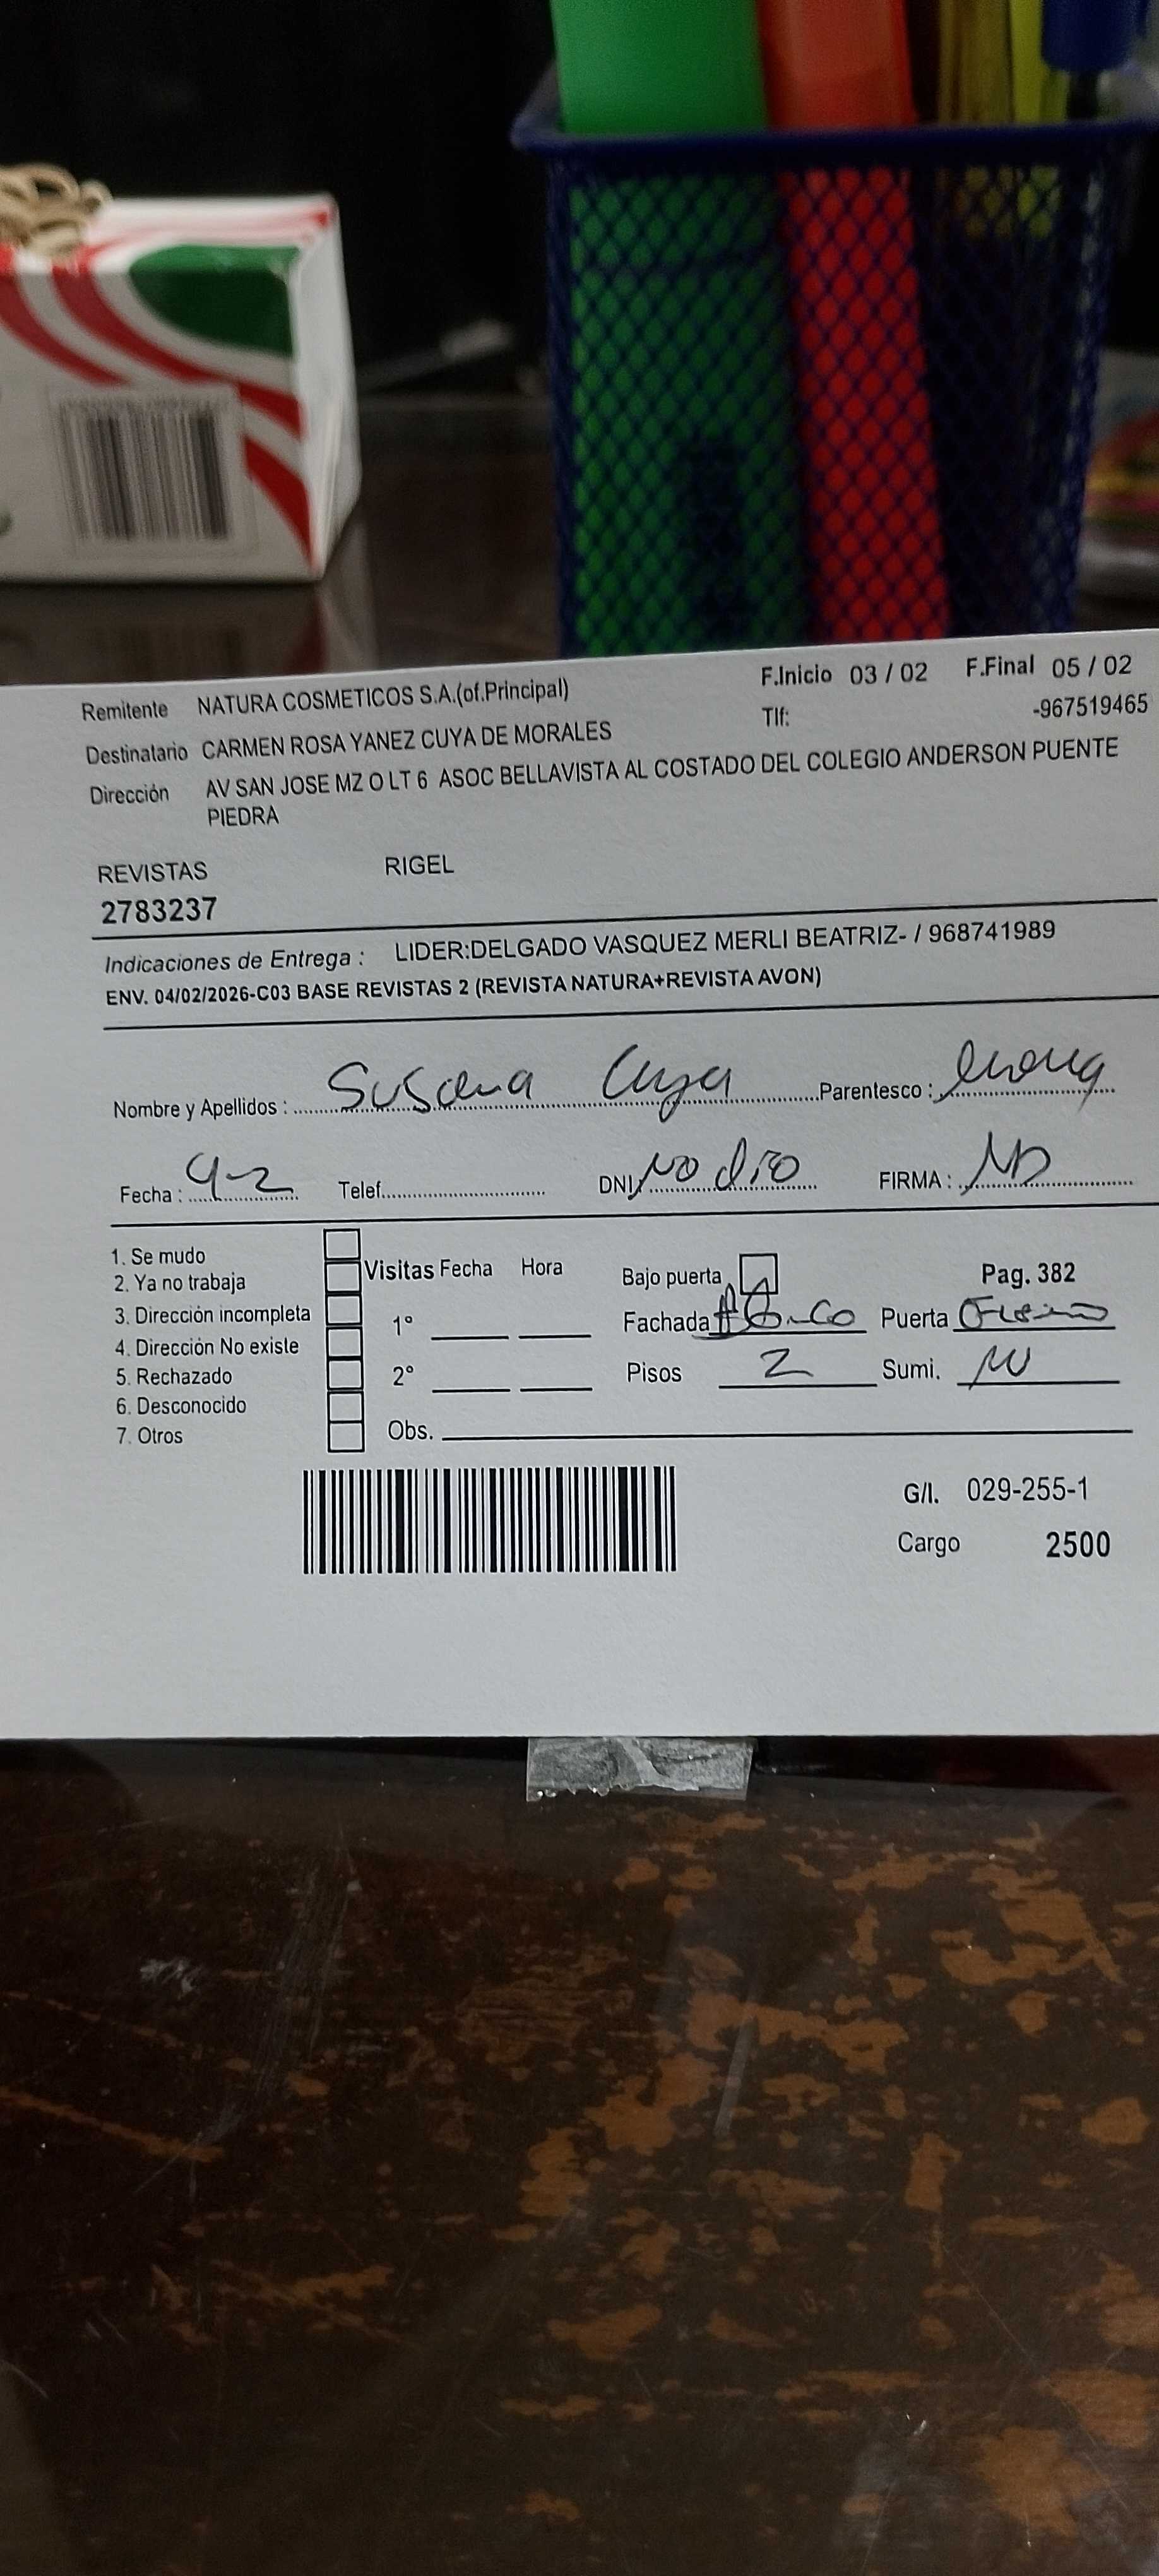 F.Inicio 03 / 02 F.Final 05 / 02
Remitente NATURA COSMETICOS S.A.(of.Principal)
Tlf: -967519465
Destinatario CARMEN ROSA YANEZ CUYA DE MORALES
Dirección AV SAN JOSE MZ O LT 6 ASOC BELLAVISTA AL COSTADO DEL COLEGIO ANDERSON PUENTE
PIEDRA
REVISTAS RIGEL
2783237
Indicaciones de Entrega : LIDER:DELGADO VASQUEZ MERLI BEATRIZ- / 968741989
ENV. 04/02/2026-C03 BASE REVISTAS 2 (REVISTA NATURA+REVISTA AVON)
Nombre y Apellidos : Susana Cuya Parentesco :
Fecha : 4-2 Telef. DNI: No dio FIRMA :
1. Se mudo
2. Ya no trabaja
3. Dirección incompleta
4. Dirección No existe
5. Rechazado
6. Desconocido
7. Otros
Visitas Fecha Hora
1°
2°
Obs.
Bajo puerta Pag. 382
Fachada Puerta
Pisos 2 Sumi.
G/I. 029-255-1
Cargo 2500